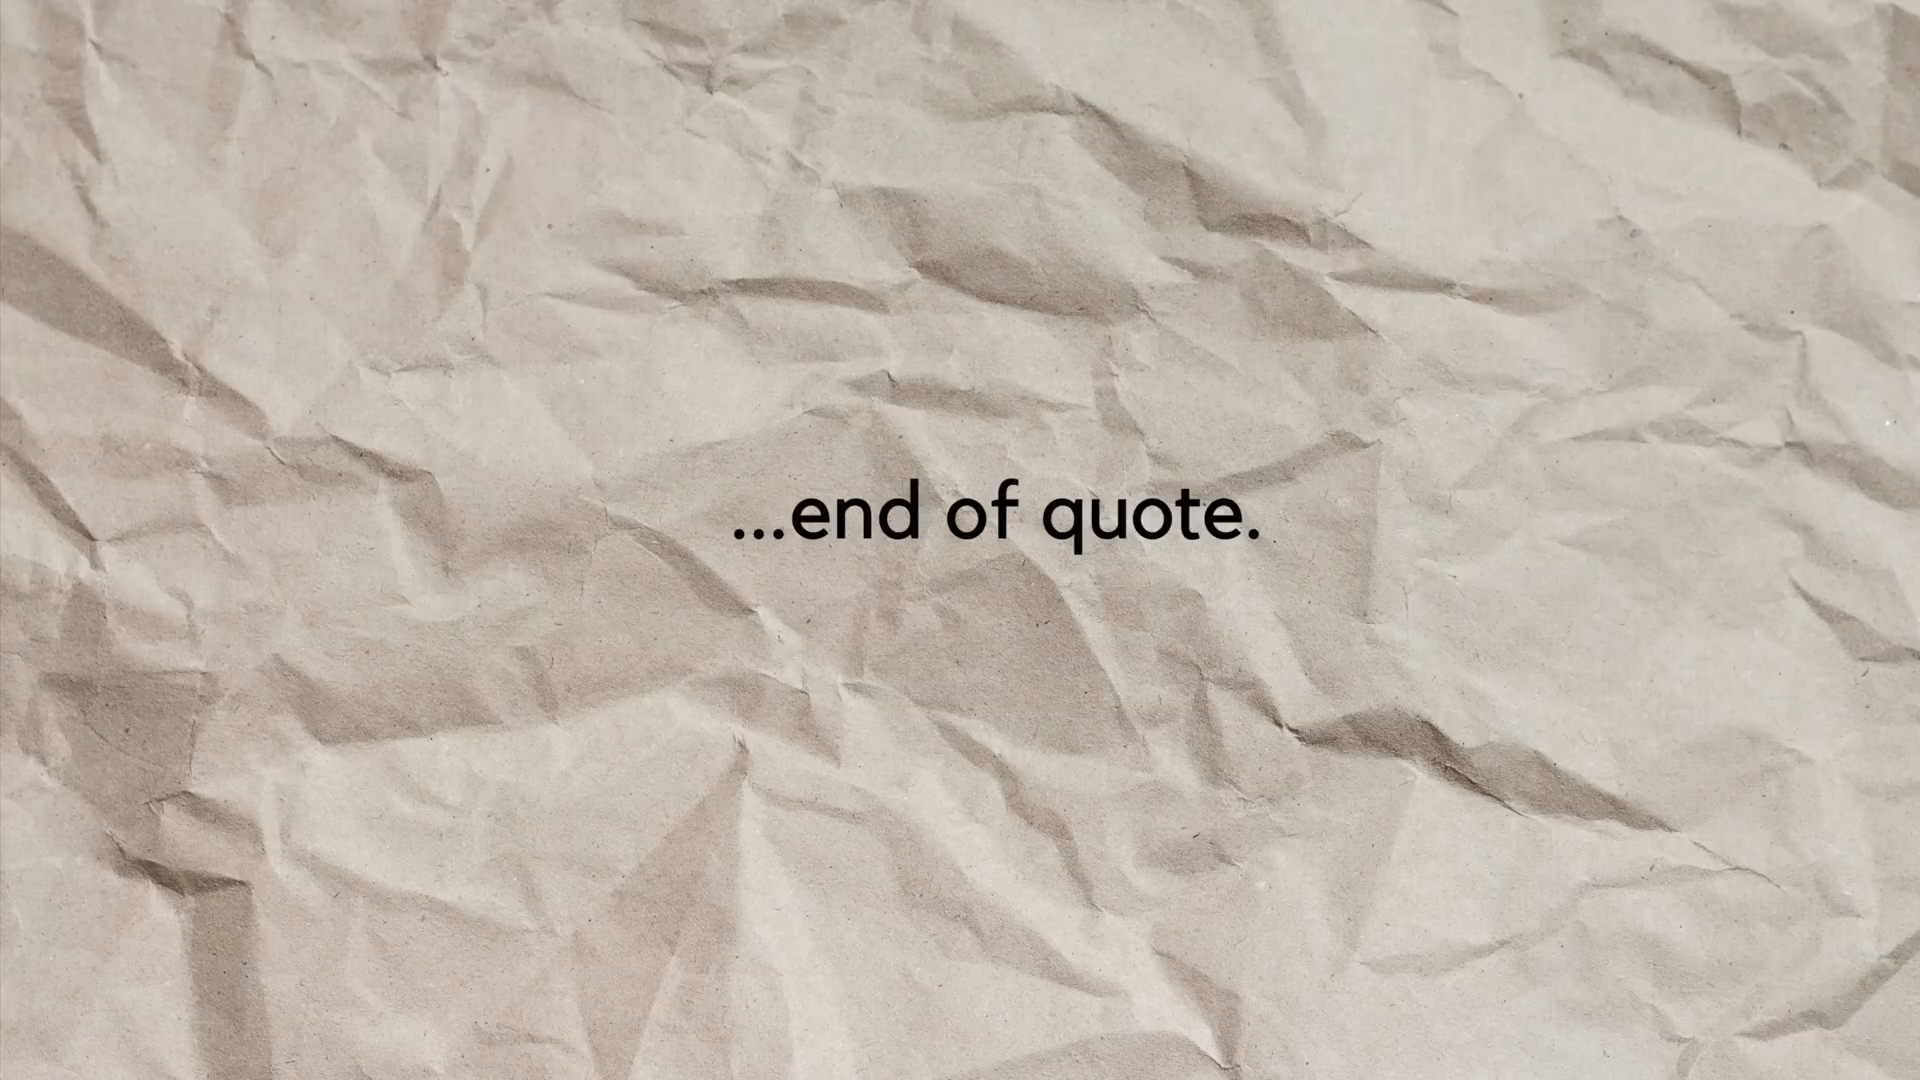 ...end of quote.